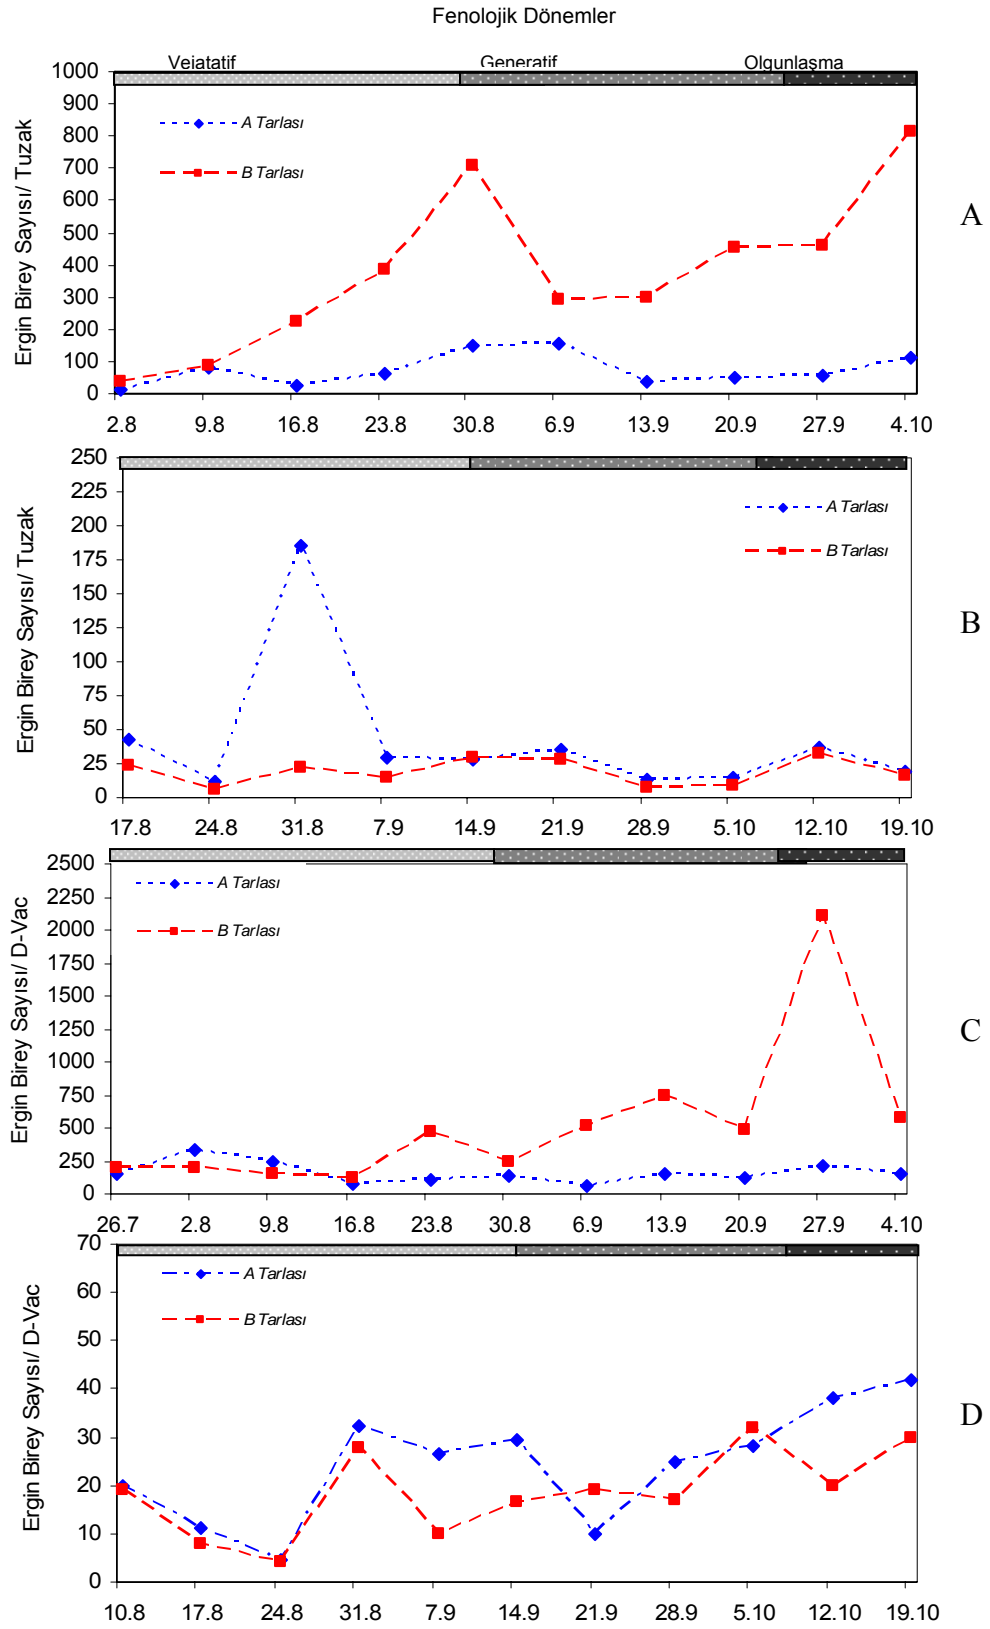 Fenolojik Dönemler
Vejatatif Generatif Olgunlaşma
Ergin Birey Sayısı/ Tuzak
1000
900
800
700
600
500
400
300
200
100
0
A Tarlası
B Tarlası
A
2.8 9.8 16.8 23.8 30.8 6.9 13.9 20.9 27.9 4.10
Ergin Birey Sayısı/ Tuzak
250
225
200
175
150
125
100
75
50
25
0
A Tarlası
B Tarlası
B
17.8 24.8 31.8 7.9 14.9 21.9 28.9 5.10 12.10 19.10
Ergin Birey Sayısı/ D-Vac
2500
2250
2000
1750
1500
1250
1000
750
500
250
0
A Tarlası
B Tarlası
C
26.7 2.8 9.8 16.8 23.8 30.8 6.9 13.9 20.9 27.9 4.10
Ergin Birey Sayısı/ D-Vac
70
60
50
40
30
20
10
0
A Tarlası
B Tarlası
D
10.8 17.8 24.8 31.8 7.9 14.9 21.9 28.9 5.10 12.10 19.10